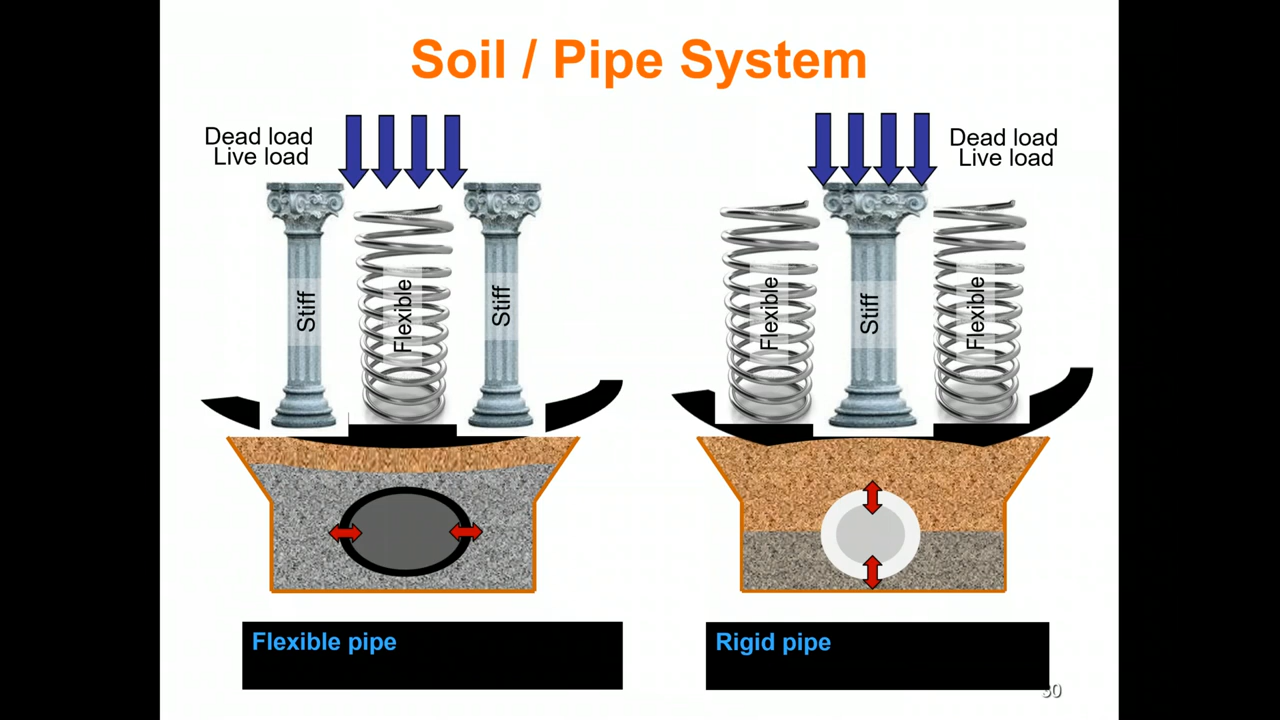 Soil / Pipe System
Dead load
Live load
Dead load
Live load
Stiff
Flexible
Stiff
Flexible
Stiff
Flexible
Flexible pipe
Rigid pipe
30